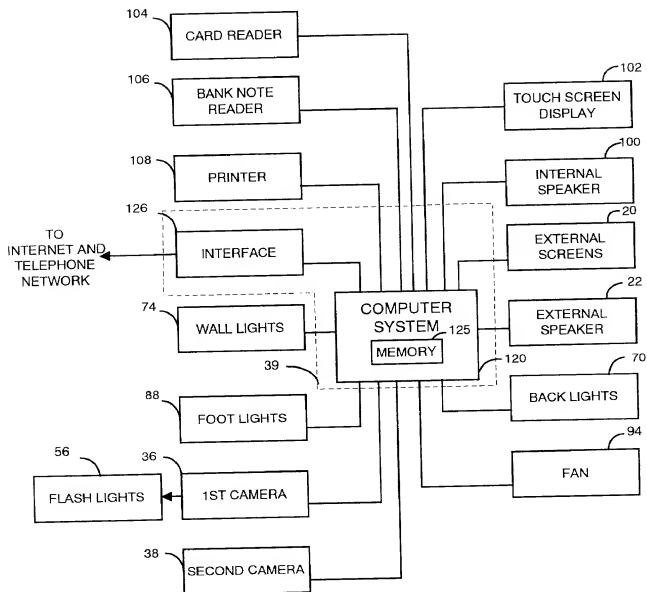 104
CARD READER
106
BANK NOTE
READER
108
PRINTER
126
TO
INTERNET AND
TELEPHONE
NETWORK
INTERFACE
74
WALL LIGHTS
39
88
FOOT LIGHTS
56
FLASH LIGHTS
36
1ST CAMERA
38
SECOND CAMERA
COMPUTER
SYSTEM
125
MEMORY
120
102
TOUCH SCREEN
DISPLAY
100
INTERNAL
SPEAKER
20
EXTERNAL
SCREENS
22
EXTERNAL
SPEAKER
70
BACK LIGHTS
94
FAN